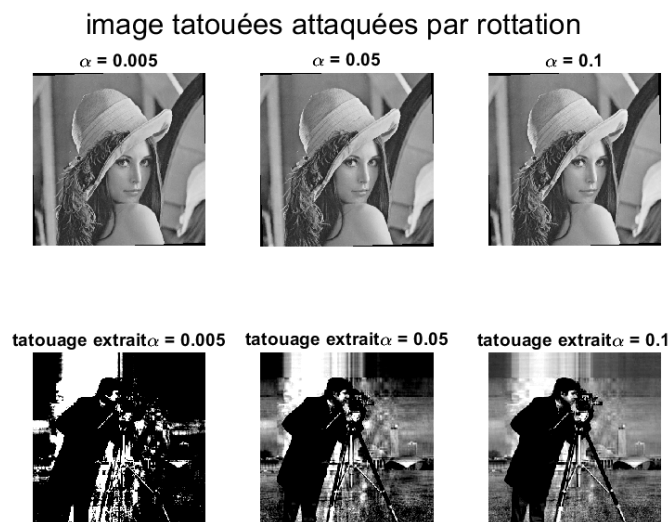 image tatouées attaquées par rottation
α = 0.005
α = 0.05
α = 0.1
tatouage extraitα = 0.005
tatouage extraitα = 0.05
tatouage extraitα = 0.1